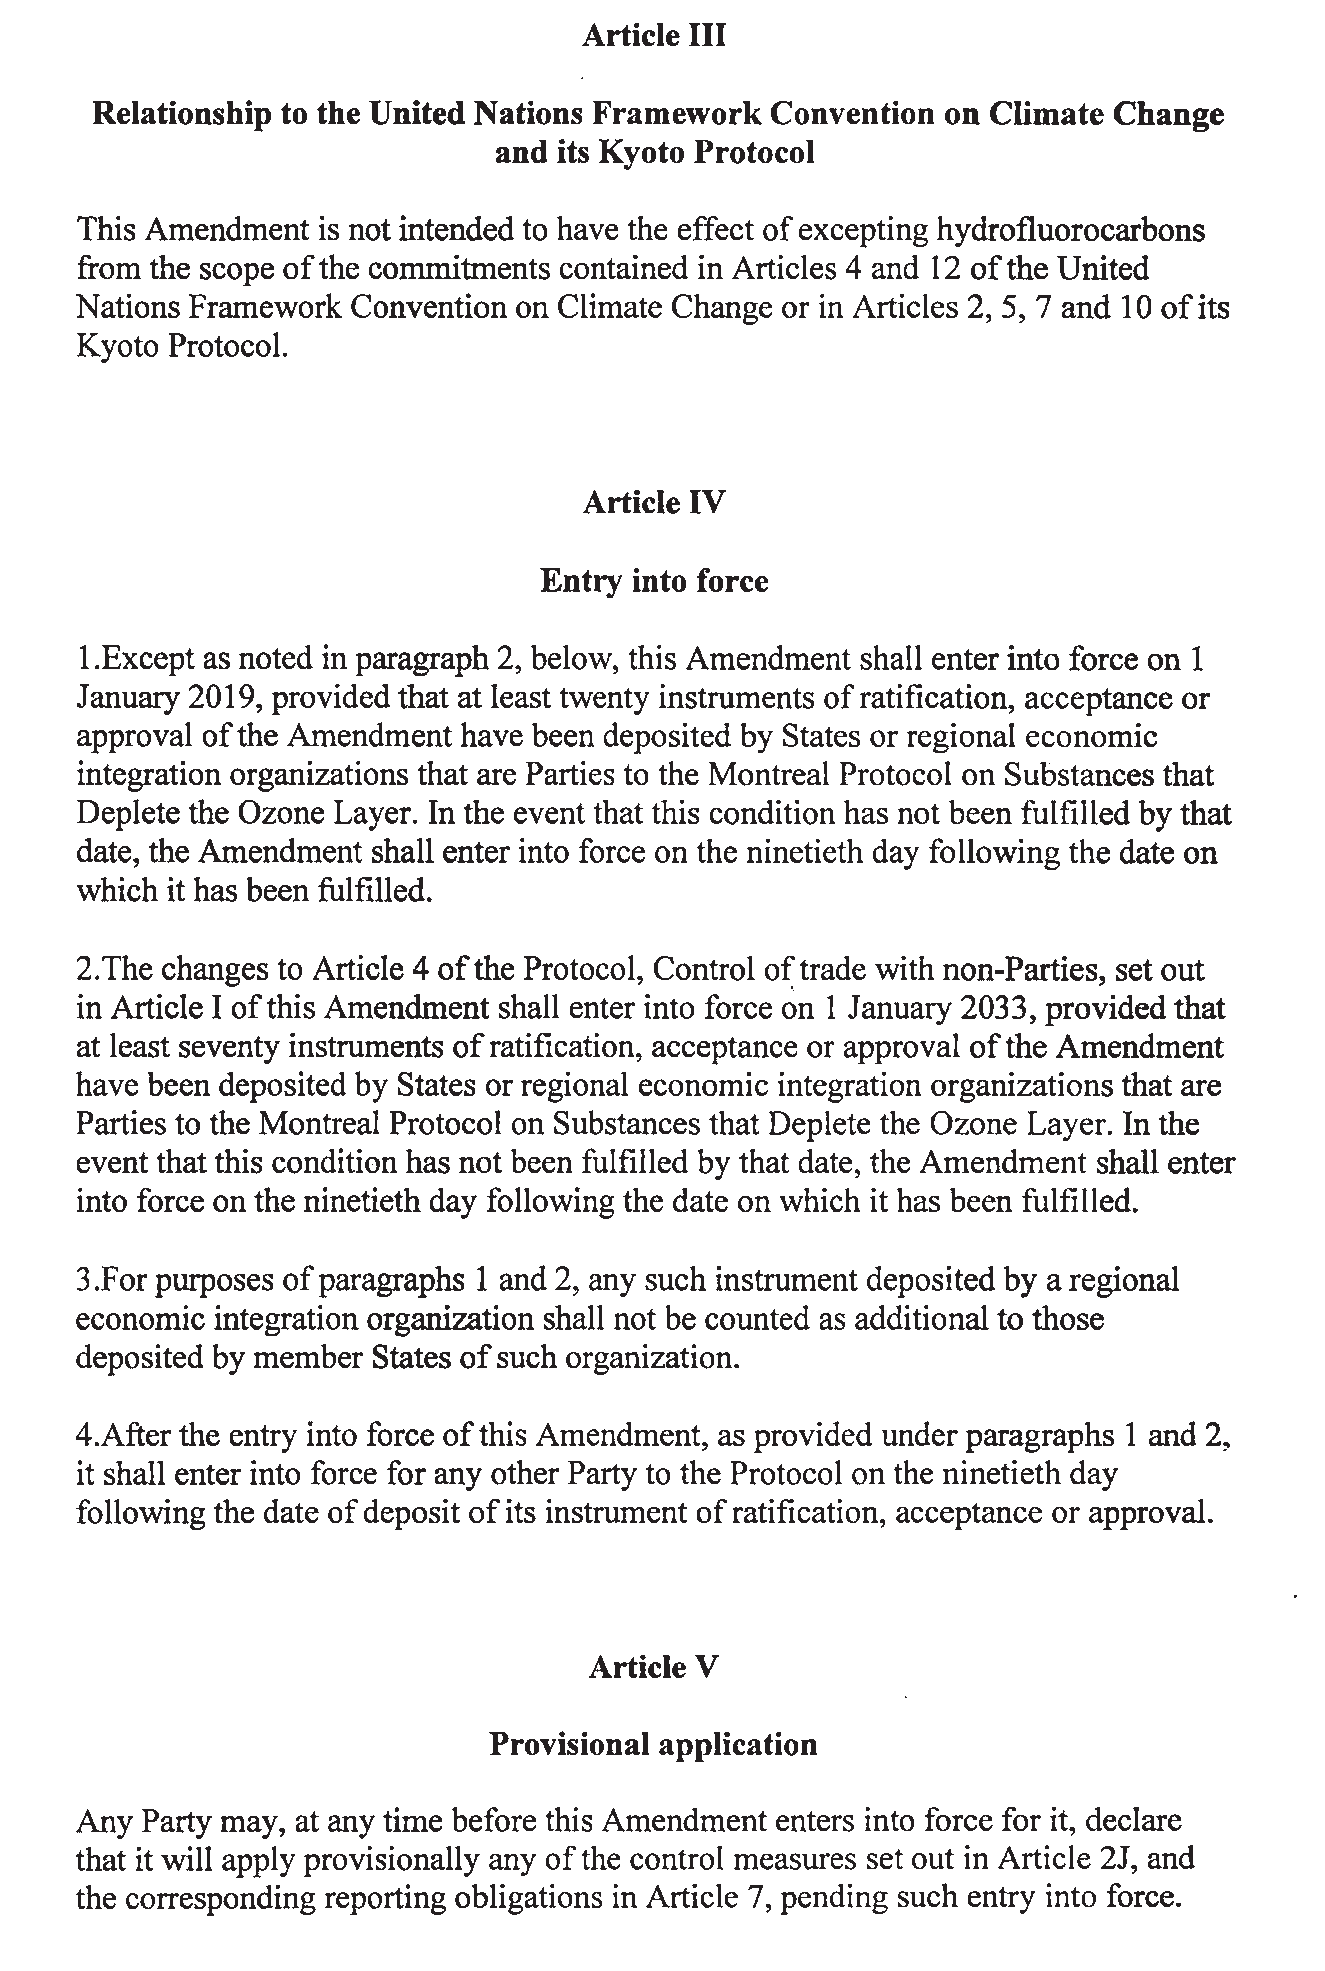 Article III
Relationship to the United Nations Framework Convention on Climate Change
and its Kyoto Protocol
This Amendment is not intended to have the effect of excepting hydrofluorocarbons
from the scope of the commitments contained in Articles 4 and 12 of the United
Nations Framework Convention on Climate Change or in Articles 2, 5, 7 and 10 of its
Kyoto Protocol.
Article IV
Entry into force
1.Except as noted in paragraph 2, below, this Amendment shall enter into force on 1
January 2019, provided that at least twenty instruments of ratification, acceptance or
approval of the Amendment have been deposited by States or regional economic
integration organizations that are Parties to the Montreal Protocol on Substances that
Deplete the Ozone Layer. In the event that this condition has not been fulfilled by that
date, the Amendment shall enter into force on the ninetieth day following the date on
which it has been fulfilled.
2.The changes to Article 4 of the Protocol, Control of trade with non-Parties, set out
in Article I of this Amendment shall enter into force on 1 January 2033, provided that
at least seventy instruments of ratification, acceptance or approval of the Amendment
have been deposited by States or regional economic integration organizations that are
Parties to the Montreal Protocol on Substances that Deplete the Ozone Layer. In the
event that this condition has not been fulfilled by that date, the Amendment shall enter
into force on the ninetieth day following the date on which it has been fulfilled.
3.For purposes of paragraphs 1 and 2, any such instrument deposited by a regional
economic integration organization shall not be counted as additional to those
deposited by member States of such organization.
4.After the entry into force of this Amendment, as provided under paragraphs 1 and 2,
it shall enter into force for any other Party to the Protocol on the ninetieth day
following the date of deposit of its instrument of ratification, acceptance or approval.
Article V
Provisional application
Any Party may, at any time before this Amendment enters into force for it, declare
that it will apply provisionally any of the control measures set out in Article 2J, and
the corresponding reporting obligations in Article 7, pending such entry into force.